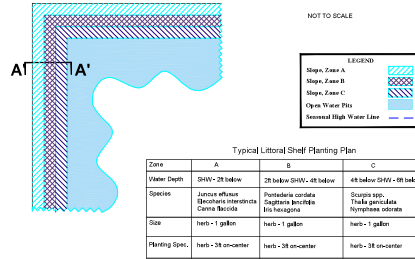 NOT TO SCALE
A A'
LEGEND
Slope, Zone A
Slope, Zone B
Slope, Zone C
Open Water Pits
Seasonal High Water Line
Typical Littoral Shelf Planting Plan
Zone A B C
Water Depth SHW - 2ft below 2ft below SHW - 4ft below 4ft below SHW - 6ft be
Species Juncus effusus Pontederia cordata Scurpis spp.
Elecoharis interstincta Sagittaria lancifolia Thalia geniculata
Canna flaccida Iris hexagona Nymphaea odorata
Size herb - 1 gallon herb - 1 gallon herb - 1 gallon
Planting Spec. herb - 3ft on-center herb - 3ft on-center herb - 3ft on-center